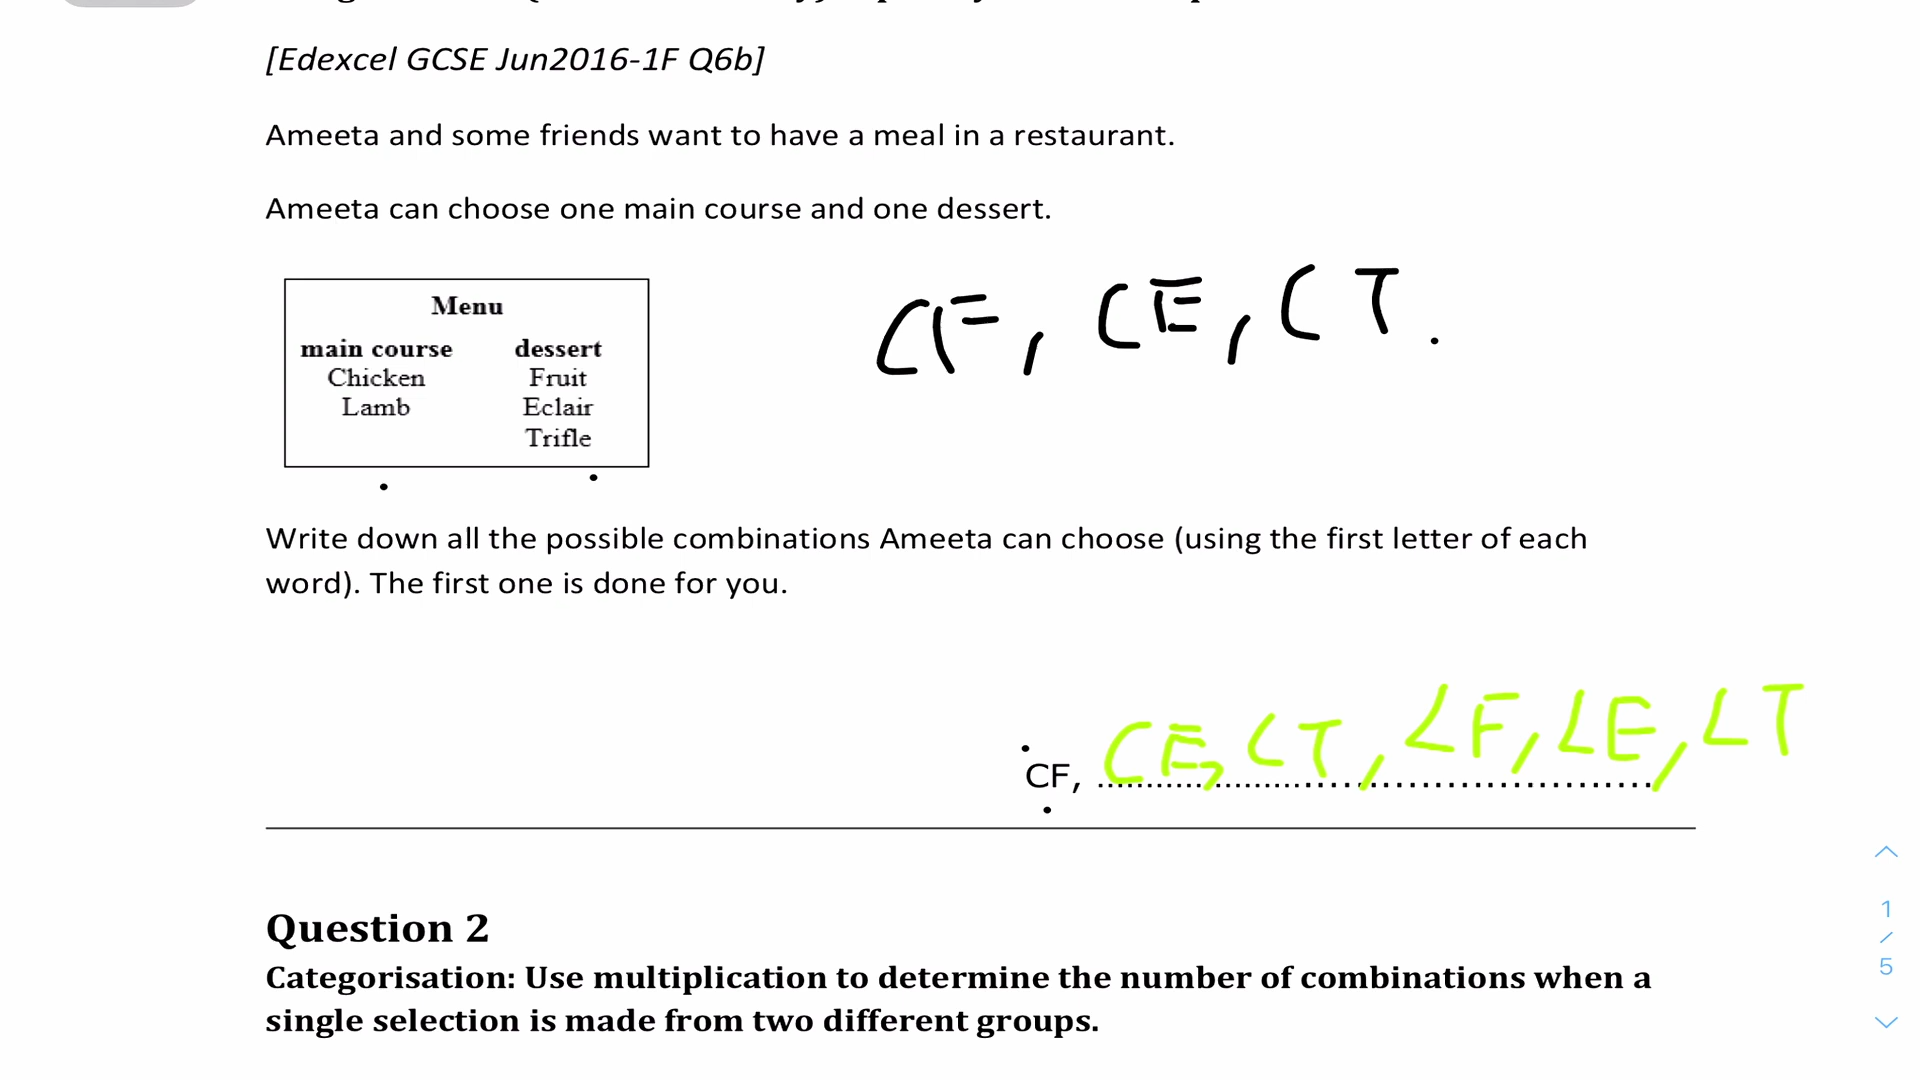 [Edexcel GCSE Jun2016-1F Q6b]
Ameeta and some friends want to have a meal in a restaurant.
Ameeta can choose one main course and one dessert.
Menu
main course dessert
Chicken Fruit
Lamb Eclair
Trifle
CF, CE, CT.
Write down all the possible combinations Ameeta can choose (using the first letter of each
word). The first one is done for you.
CF, CE, CT, LF, LE, LT
Question 2
Categorisation: Use multiplication to determine the number of combinations when a
single selection is made from two different groups.
1
/
5